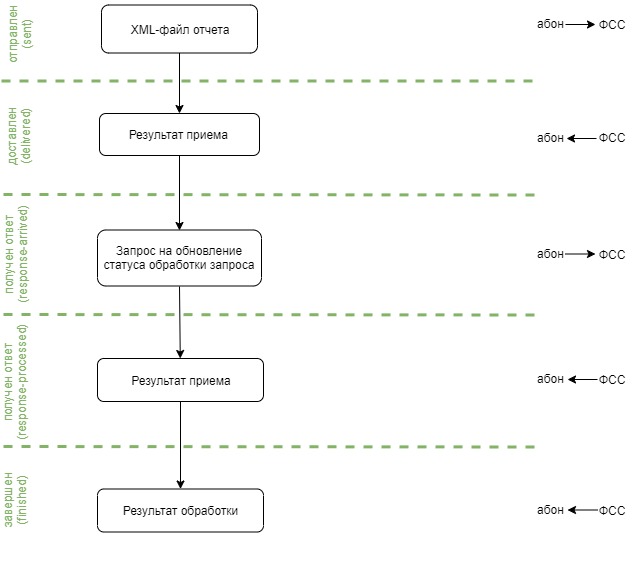 отправлен
(sent)
XML-файл отчета
абон ФСС
доставлен
(delivered)
Результат приема
абон ФСС
получен ответ
(response-arrived)
Запрос на обновление
статуса обработки запроса
абон ФСС
получен ответ
(response-processed)
Результат приема
абон ФСС
завершен
(finished)
Результат обработки
абон ФСС